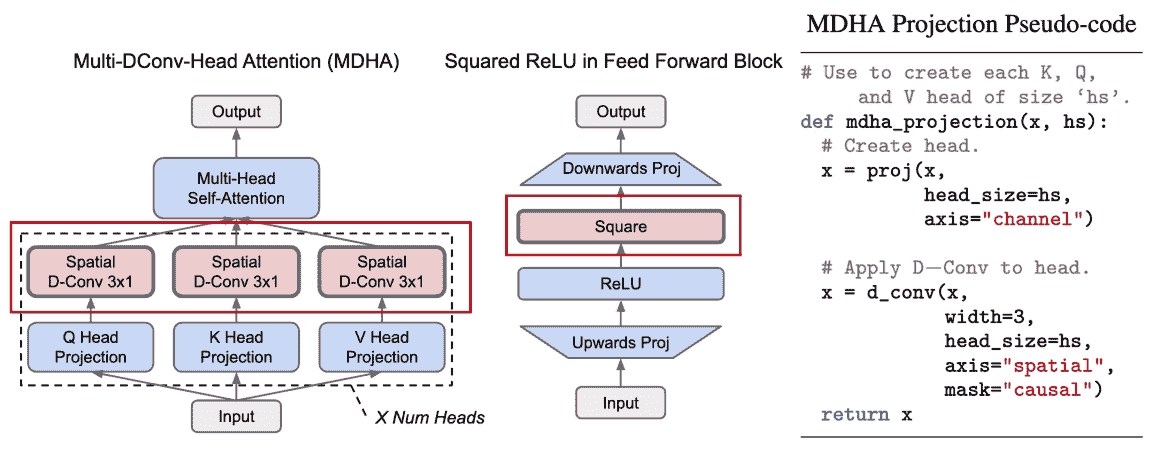 Multi-DConv-Head Attention (MDHA)
Output
Multi-Head
Self-Attention
Spatial
D-Conv 3x1
Spatial
D-Conv 3x1
Spatial
D-Conv 3x1
Q Head
Projection
K Head
Projection
V Head
Projection
Input
X Num Heads
Squared ReLU in Feed Forward Block
Output
Downwards Proj
Square
ReLU
Upwards Proj
Input
MDHA Projection Pseudo-code
# Use to create each K, Q,
and V head of size ‘hs’.
def mdha_projection(x, hs):
# Create head.
x = proj(x,
head_size=hs,
axis="channel")
# Apply D—Conv to head.
x = d_conv(x,
width=3,
head_size=hs,
axis="spatial",
mask="causal")
return x